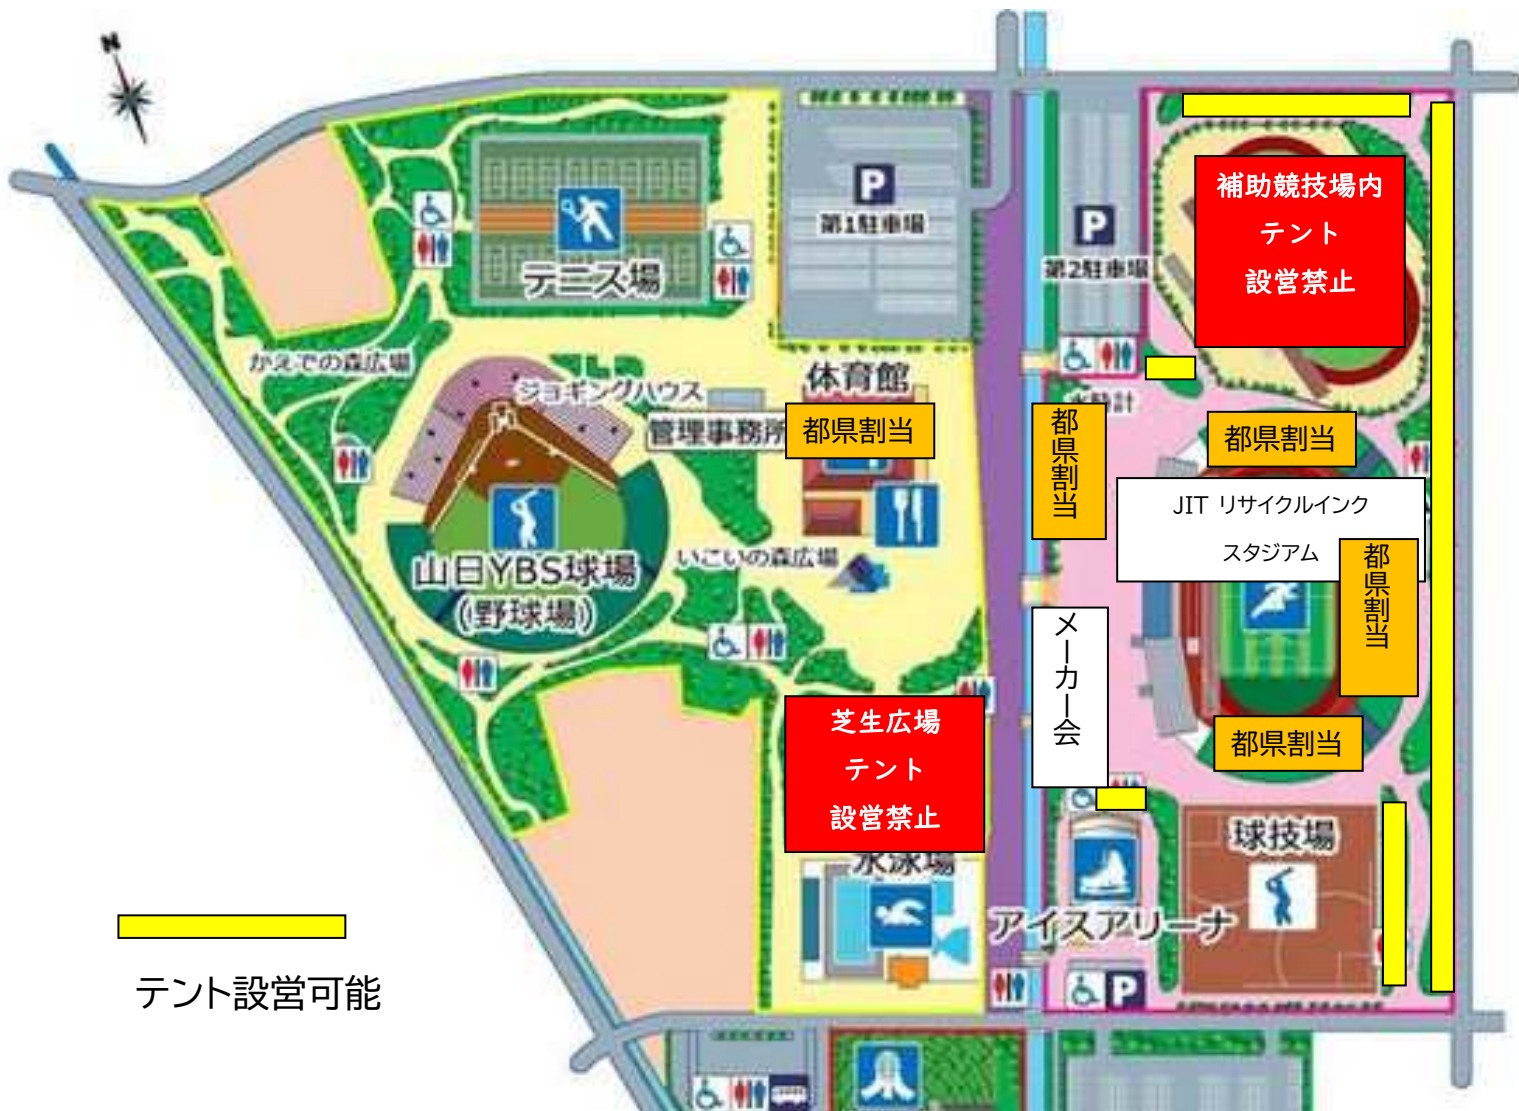 N
P
第1駐車場
P
第2駐車場
補助競技場内
テント
設営禁止
テニス場
かえでの森広場
ジョギングハウス
体育館
管理事務所
都県割当
都県割当
都県割当
JIT リサイクルインク
スタジアム
都県割当
山日YBS球場
(野球場)
いこいの森広場
メーカー会
芝生広場
テント
設営禁止
都県割当
水泳場
球技場
アイスアリーナ
P
テント設営可能